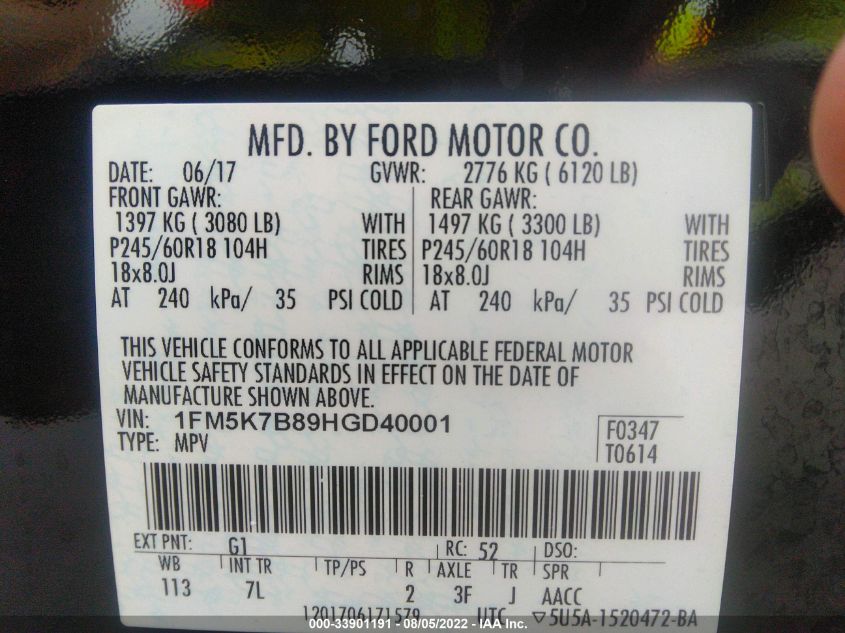 MFD. BY FORD MOTOR CO.
DATE: 06/17 GVWR: 2776 KG ( 6120 LB)
FRONT GAWR: REAR GAWR:
1397 KG ( 3080 LB) WITH 1497 KG ( 3300 LB) WITH
P245/60R18 104H TIRES P245/60R18 104H TIRES
18x8.0J RIMS 18x8.0J RIMS
AT 240 kPa/ 35 PSI COLD AT 240 kPa/ 35 PSI COLD
THIS VEHICLE CONFORMS TO ALL APPLICABLE FEDERAL MOTOR
VEHICLE SAFETY STANDARDS IN EFFECT ON THE DATE OF
MANUFACTURE SHOWN ABOVE.
VIN: 1FM5K7B89HGD40001
TYPE: MPV
F0347
T0614
EXT PNT: G1 RC: 52 DSO:
WB INT TR TP/PS R AXLE TR SPR
113 7L 2 3F J AACC
1201706171579 UTC ▽5U5A-1520472-BA
000-33901191 - 08/05/2022 - IAA Inc.